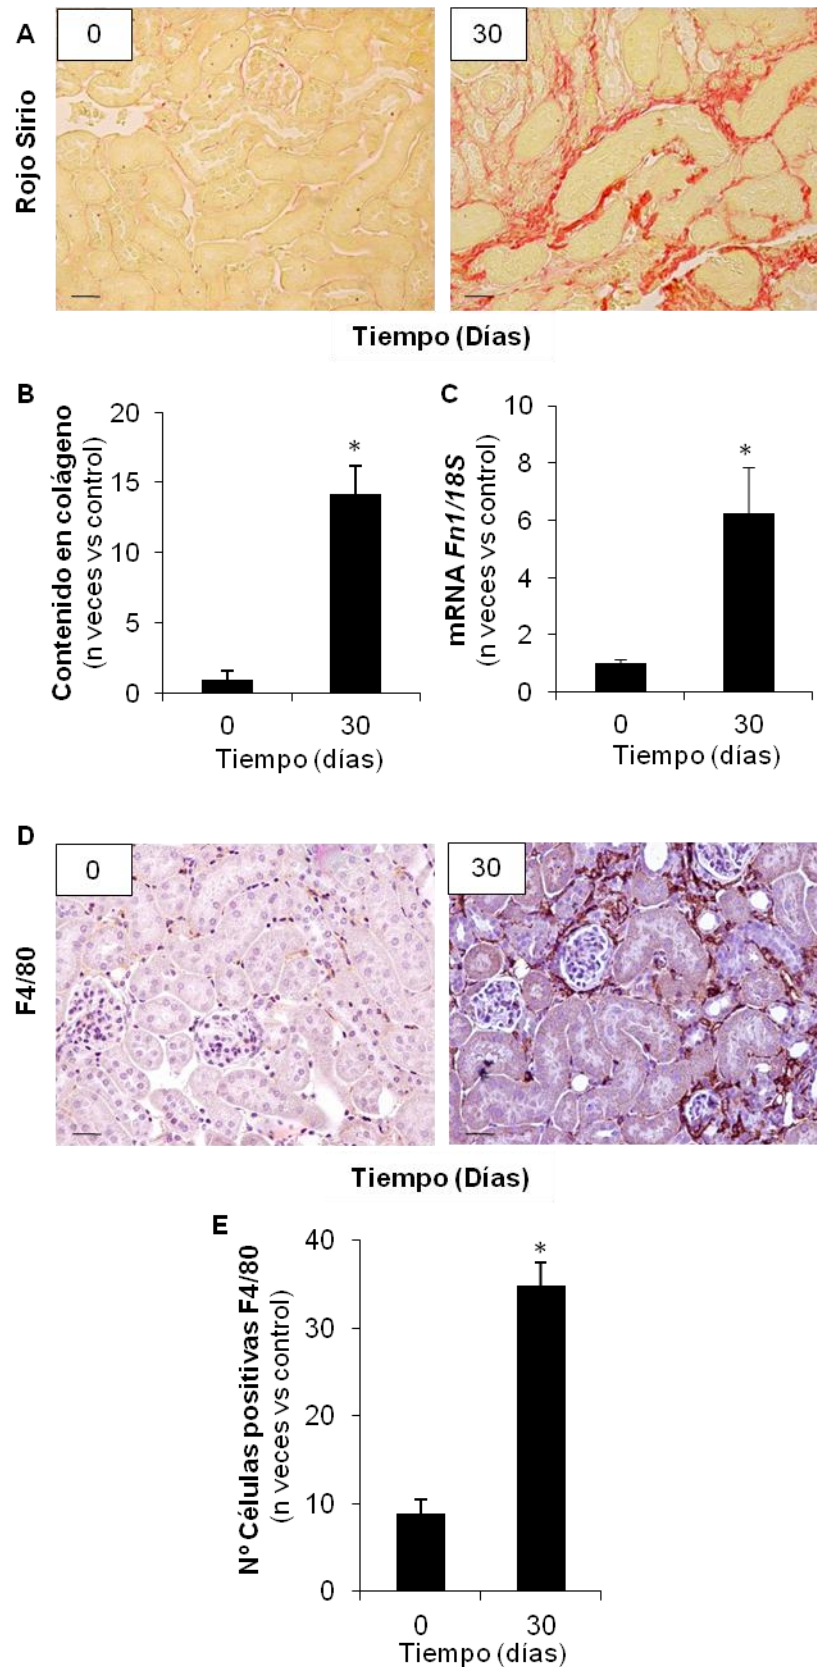 A
0
30
Rojo Sirio
Tiempo (Días)
B
Contenido en colágeno
(n veces vs control)
20
15
10
5
0
*
0
30
Tiempo (días)
C
mRNA Fn1/18S
(n veces vs control)
10
8
6
4
2
0
*
0
30
Tiempo (días)
D
0
30
F4/80
Tiempo (Días)
E
Nº Células positivas F4/80
(n veces vs control)
40
30
20
10
0
*
0
30
Tiempo (días)